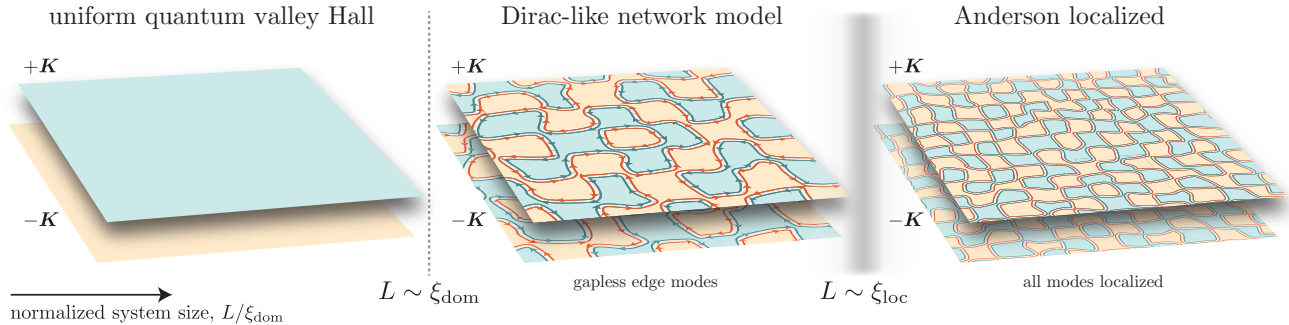 uniform quantum valley Hall
Dirac-like network model
Anderson localized
+K
+K
+K
−K
−K
−K
gapless edge modes
all modes localized
L ∼ ξdom
L ∼ ξloc
normalized system size, L/ξdom